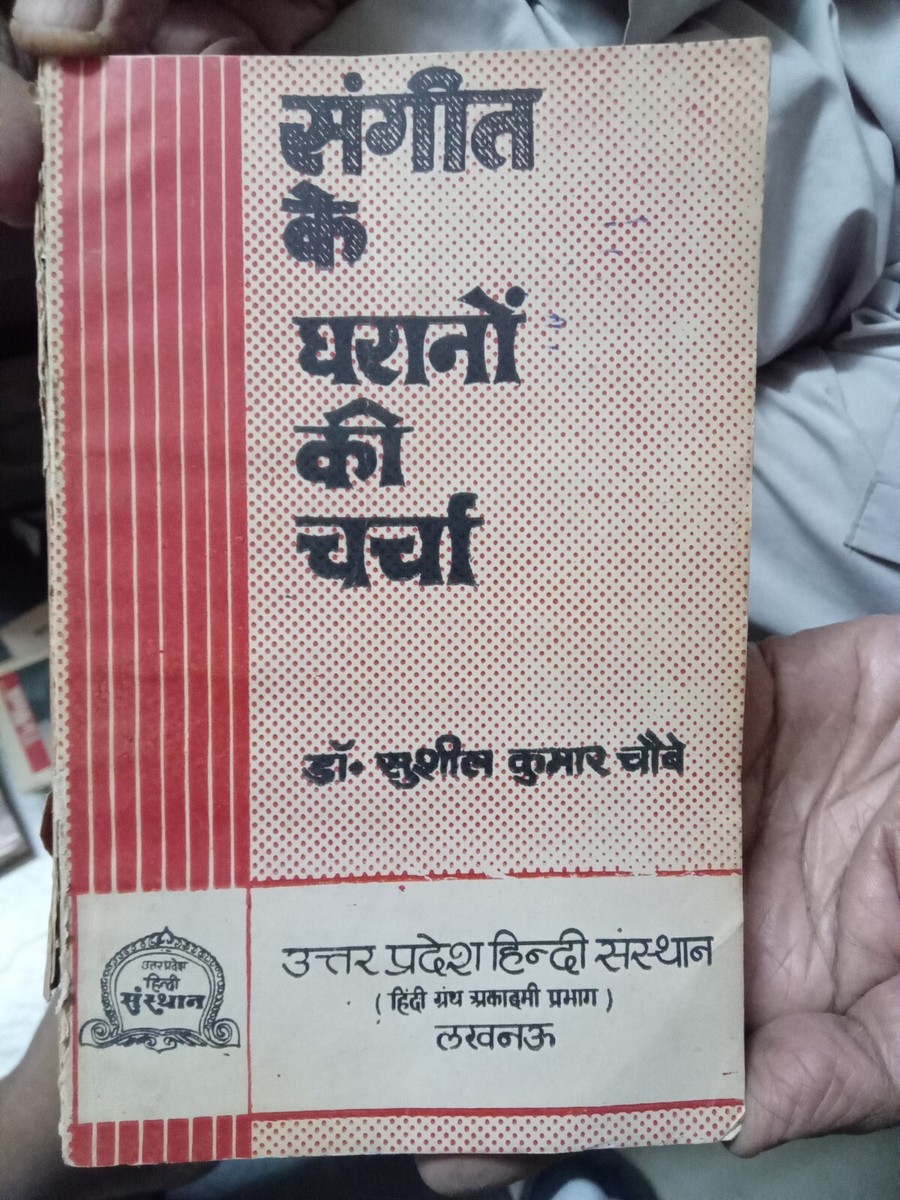 संगीत
के
घरानों
की
चर्चा
डॉ. सुशील कुमार चौबे
उत्तर प्रदेश
हिन्दी
संस्थान
उत्तर प्रदेश हिन्दी संस्थान
( हिंदी ग्रंथ अकादमी प्रभाग )
लखनऊ